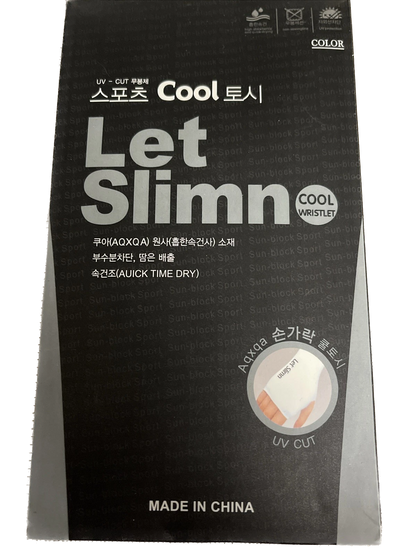 COLOR
UV - CUT 무봉제
스포츠 Cool 토시
Let
Slimn
COOL
WRISTLET
쿠아(AQXQA) 원사(흡한속건사) 소재
부수분차단, 땀은 배출
속건조(AUICK TIME DRY)
Aqxqa 손가락 쿨토시
Let Slimn
UV CUT
MADE IN CHINA